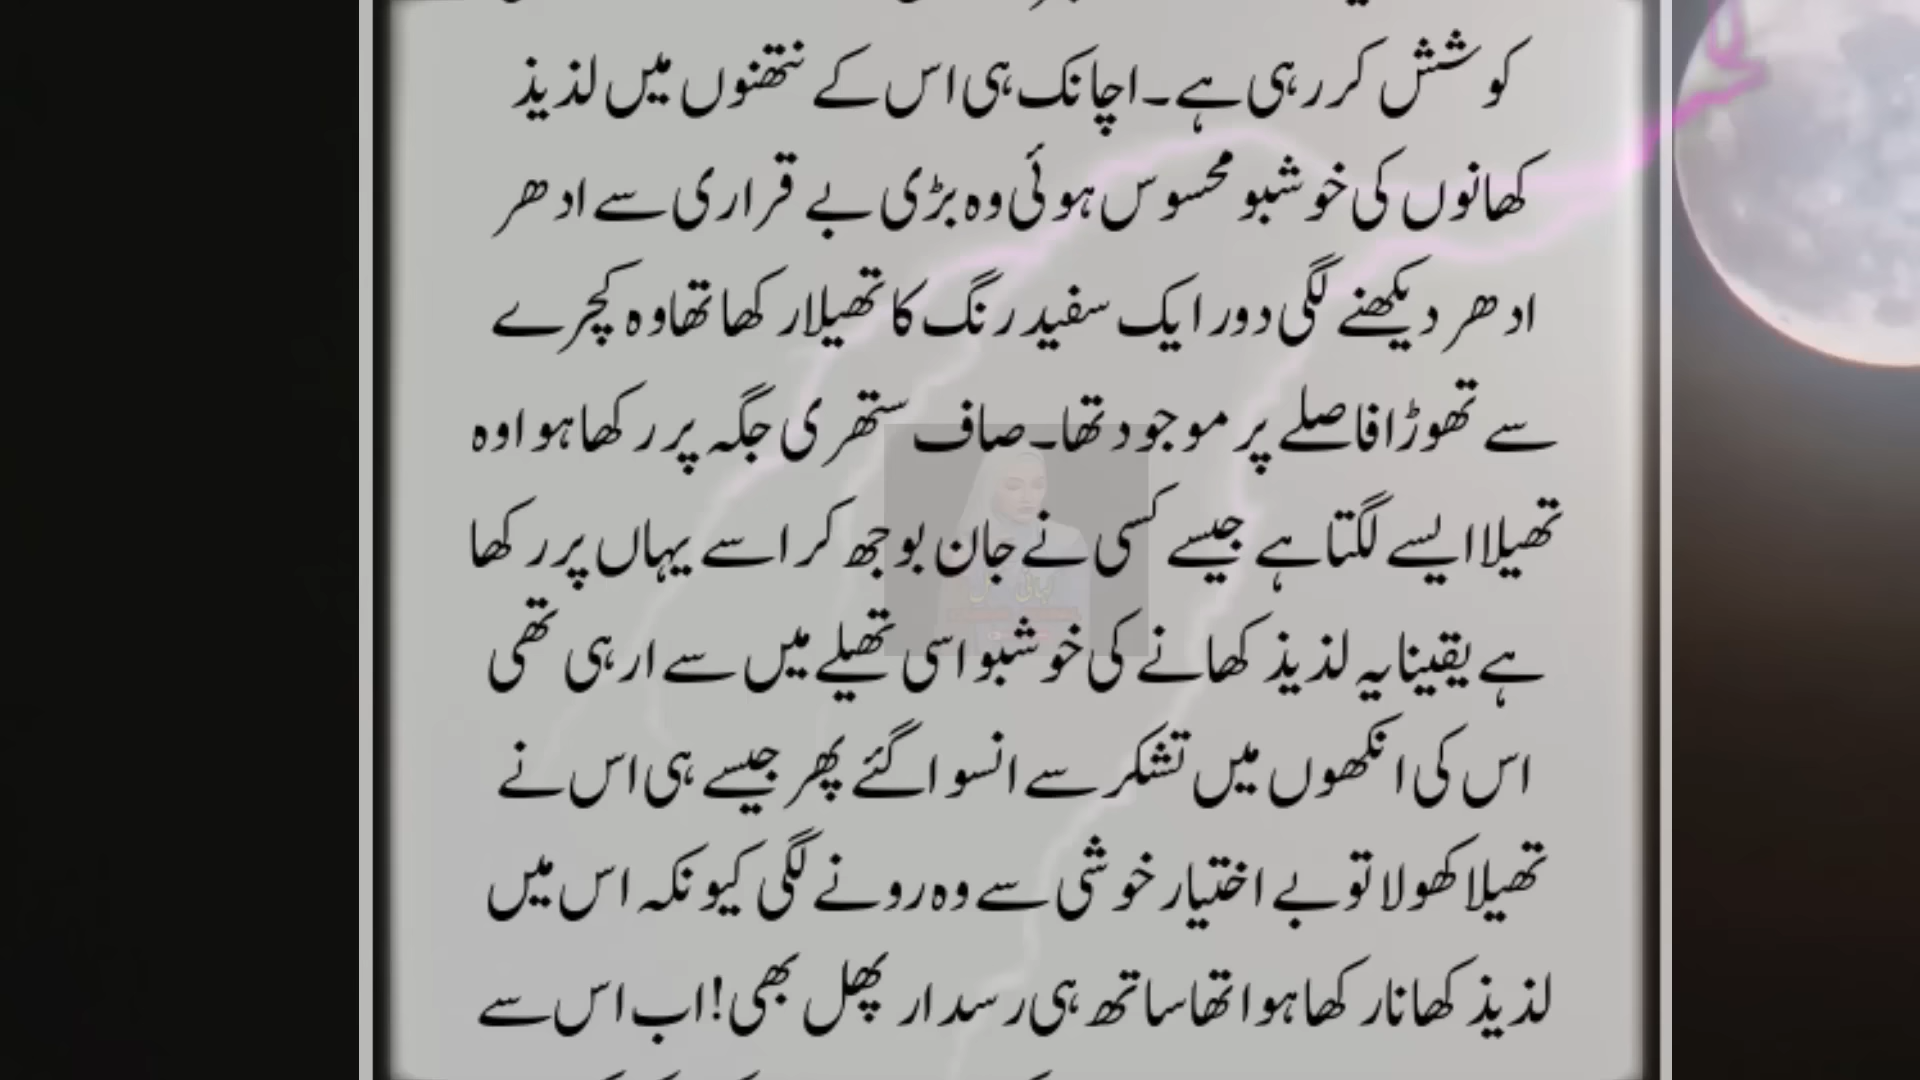 کوشش کر رہی ہے۔ اچانک ہی اس کے نتھنوں میں لذیذ
کھانوں کی خوشبو محسوس ہوئی وہ بڑی بے قراری سے ادھر
ادھر دیکھنے لگی دور ایک سفید رنگ کا تھیلا رکھا تھا وہ کچرے
سے تھوڑا فاصلے پر موجود تھا۔ صاف ستھری جگہ پر رکھا ہوا وہ
تھیلا ایسے لگتا ہے جیسے کسی نے جان بوجھ کر اسے یہاں پر رکھا
ہے یقینا یہ لذیذ کھانے کی خوشبو اسی تھیلے میں سے ارہی تھی
اس کی انکھوں میں تشکر سے انسو اگئے پھر جیسے ہی اس نے
تھیلا کھولا تو بے اختیار خوشی سے وہ رونے لگی کیونکہ اس میں
لذیذ کھانا رکھا ہوا تھا ساتھ ہی رسدار پھل بھی! اب اس سے